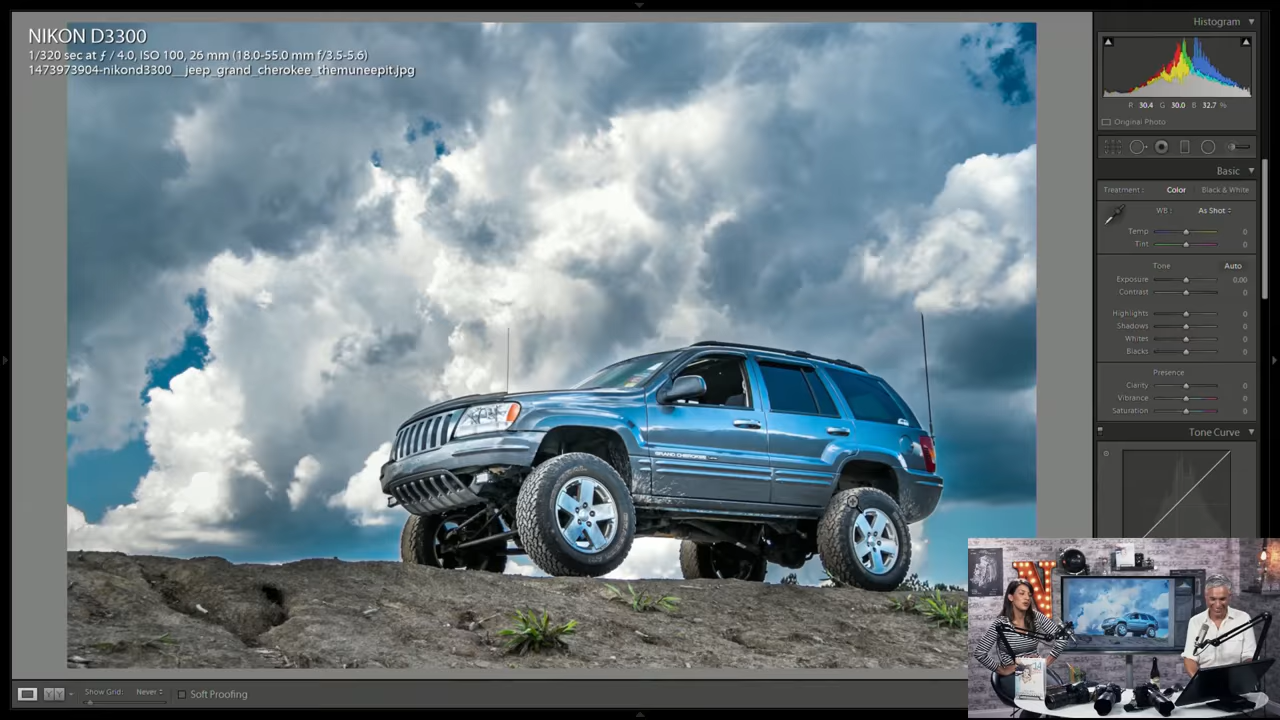 NIKON D3300
1/320 sec at ƒ / 4.0, ISO 100, 26 mm (18.0-55.0 mm f/3.5-5.6)
1473973904-nikond3300__jeep_grand_cherokee_themuneepit.jpg
Histogram
R 30.4 G 30.0 B 32.7 %
Original Photo
Basic
Treatment : Color Black & White
WB : As Shot
Temp 0
Tint 0
Tone Auto
Exposure 0.00
Contrast 0
Highlights 0
Shadows 0
Whites 0
Blacks 0
Presence
Clarity 0
Vibrance 0
Saturation 0
Tone Curve
GRAND CHEROKEE
N
Y Y Show Grid: Never Soft Proofing